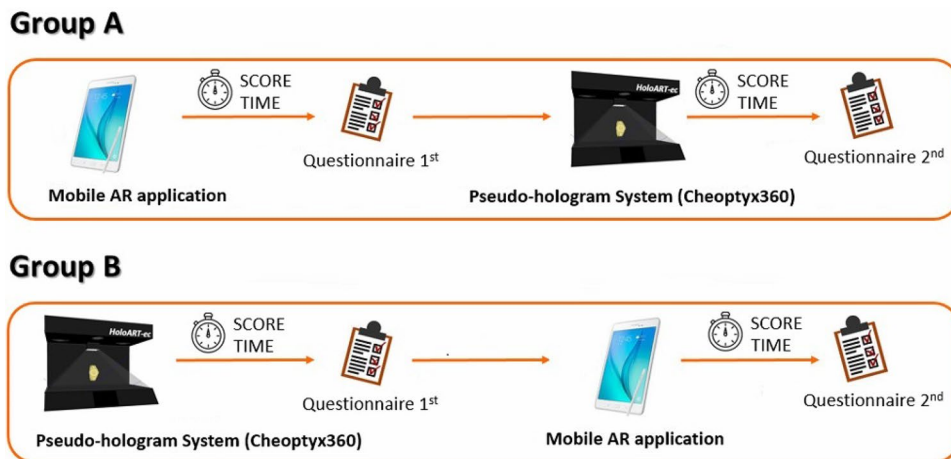 Group A
SCORE
TIME
HoloART-ec
SCORE
TIME
Questionnaire 1st
Questionnaire 2nd
Mobile AR application
Pseudo-hologram System (Cheoptyx360)
Group B
HoloART-ec
SCORE
TIME
SCORE
TIME
Questionnaire 1st
Questionnaire 2nd
Pseudo-hologram System (Cheoptyx360)
Mobile AR application